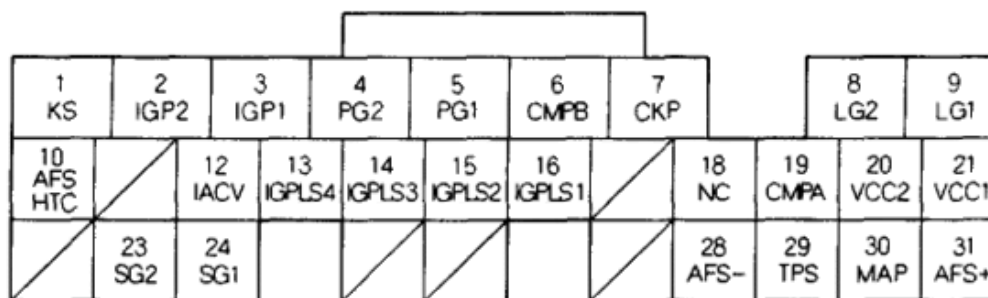 1 2 3 4 5 6 7 8 9
KS IGP2 IGP1 PG2 PG1 CMPB CKP LG2 LG1
10 12 13 14 15 16 18 19 20 21
AFS HTC IACV IGPLS4 IGPLS3 IGPLS2 IGPLS1 NC CMPA VCC2 VCC1
23 24 28 29 30 31
SG2 SG1 AFS- TPS MAP AFS+